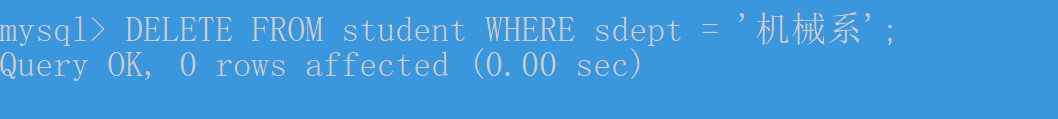 mysql> DELETE FROM student WHERE sdept = '机械系';
Query OK, 0 rows affected (0.00 sec)